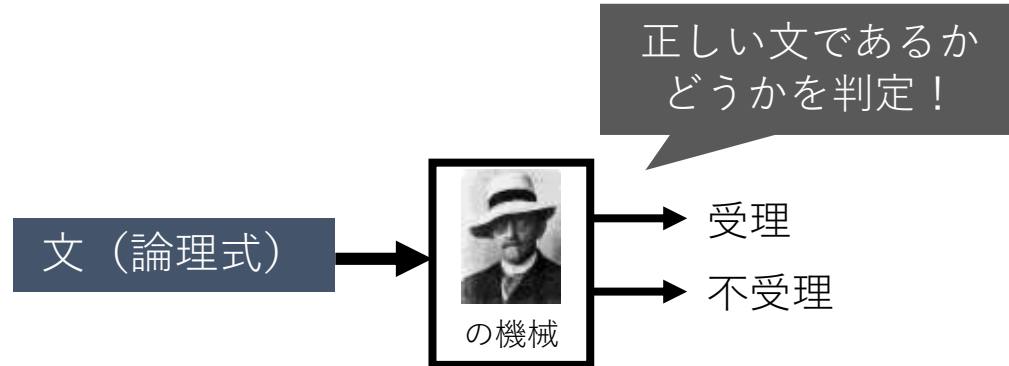 正しい文であるか
どうかを判定！
文（論理式）
の機械
受理
不受理